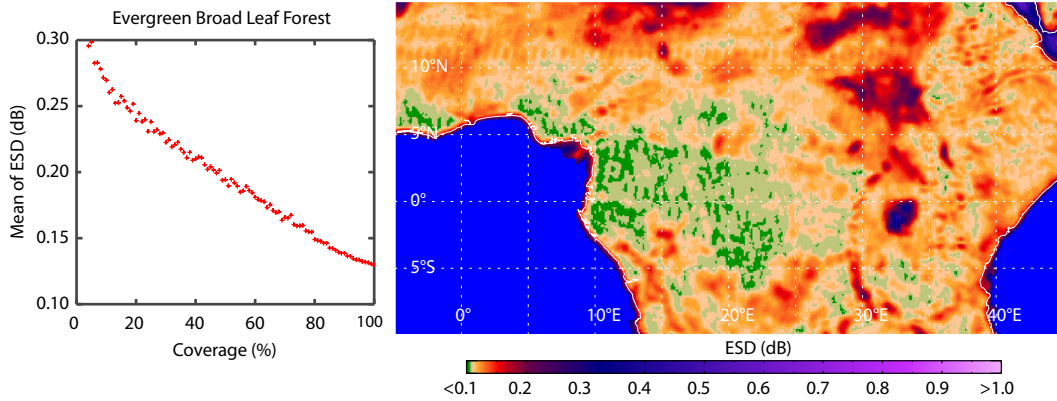 Evergreen Broad Leaf Forest
0.30
0.25
0.20
0.15
0.10
Mean of ESD (dB)
0 20 40 60 80 100
Coverage (%)
10°N
5°N
0°
5°S
0° 10°E 20°E 30°E 40°E
ESD (dB)
<0.1 0.2 0.3 0.4 0.5 0.6 0.7 0.8 0.9 >1.0